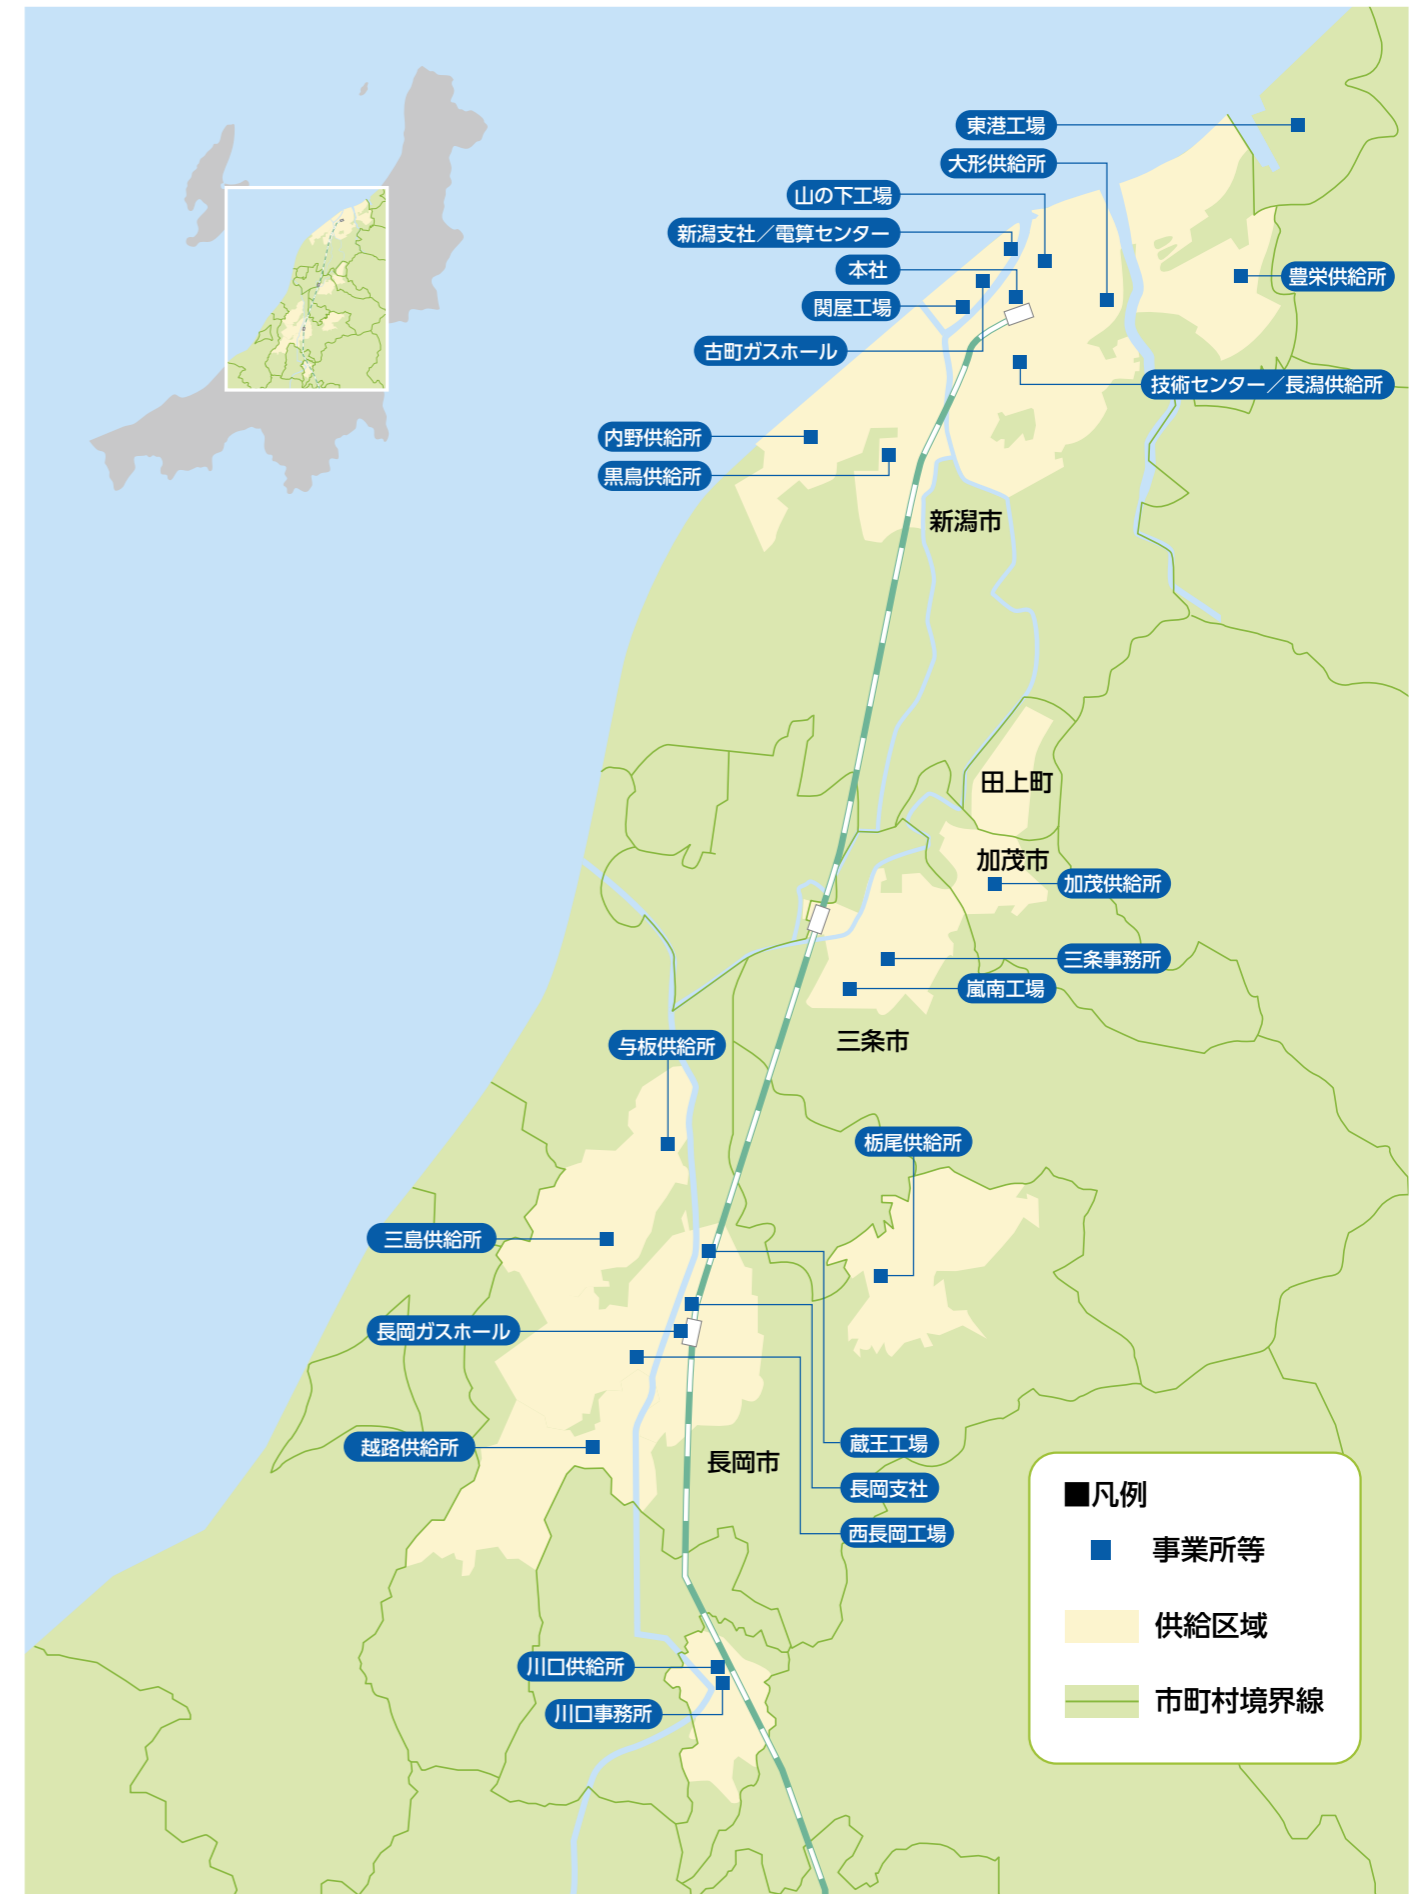 東港工場
大形供給所
山の下工場
新潟支社／電算センター
本社
豊栄供給所
関屋工場
古町ガスホール
技術センター／長潟供給所
内野供給所
黒鳥供給所
新潟市
田上町
加茂市
加茂供給所
三条事務所
嵐南工場
三条市
与板供給所
栃尾供給所
三島供給所
長岡ガスホール
蔵王工場
越路供給所
長岡市
長岡支社
西長岡工場
川口供給所
川口事務所
■凡例
事業所等
供給区域
市町村境界線